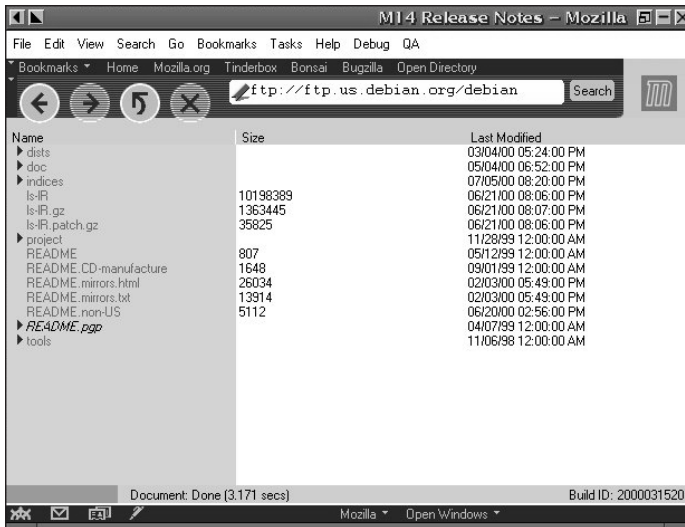 M14 Release Notes – Mozilla
File Edit View Search Go Bookmarks Tasks Help Debug QA
Bookmarks Home Mozilla.org Tinderbox Bonsai Bugzilla Open Directory
ftp://ftp.us.debian.org/debian Search
Name Size Last Modified
dists 03/04/00 05:24:00 PM
doc 05/04/00 06:52:00 PM
indices 07/05/00 08:20:00 PM
ls-lR 10198389 06/21/00 08:06:00 PM
ls-lR.gz 1363445 06/21/00 08:07:00 PM
ls-lR.patch.gz 35825 06/21/00 08:06:00 PM
project 11/28/99 12:00:00 AM
README 807 05/12/99 12:00:00 AM
README.CD-manufacture 1648 09/01/99 12:00:00 AM
README.mirrors.html 26034 02/03/00 05:49:00 PM
README.mirrors.txt 13914 02/03/00 05:49:00 PM
README.non-US 5112 06/20/00 02:56:00 PM
README.pgp 04/07/99 12:00:00 AM
tools 11/06/98 12:00:00 AM
Document: Done (3.171 secs) Build ID: 2000031520
Mozilla Open Windows